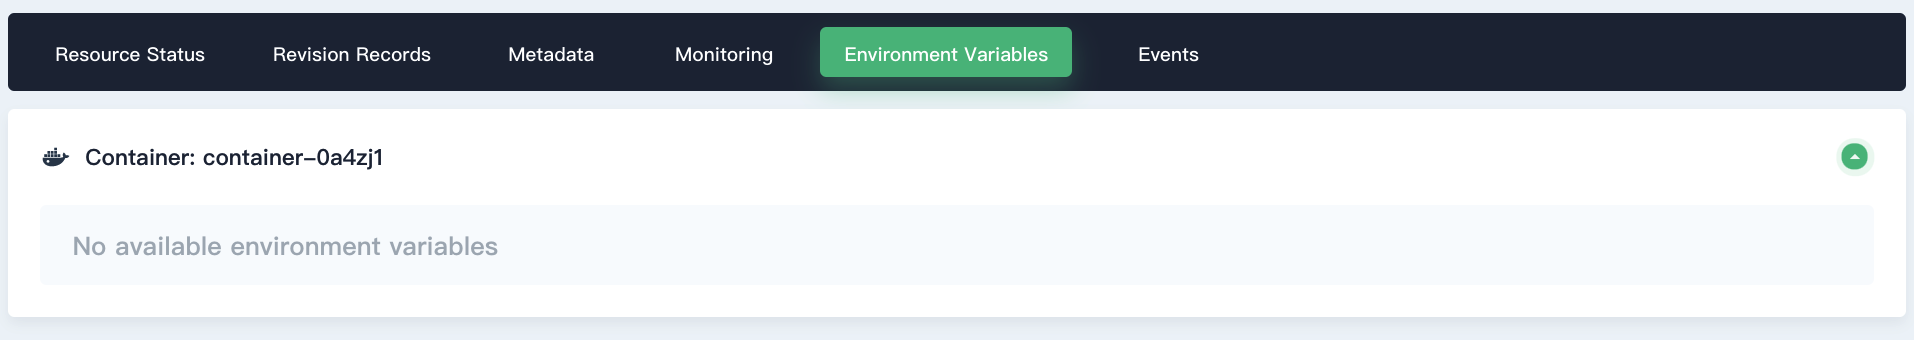 Resource Status Revision Records Metadata Monitoring Environment Variables Events
Container: container-0a4zj1
No available environment variables